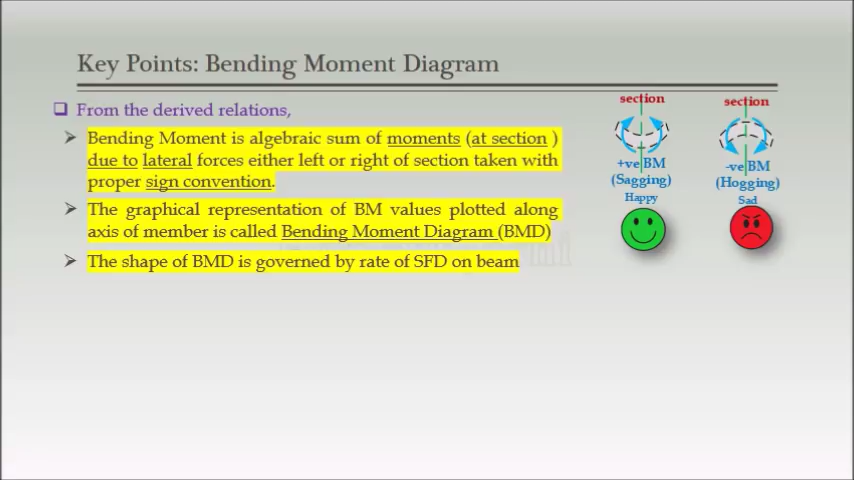 Key Points: Bending Moment Diagram
From the derived relations,
Bending Moment is algebraic sum of moments (at section )
due to lateral forces either left or right of section taken with
proper sign convention.
The graphical representation of BM values plotted along
axis of member is called Bending Moment Diagram (BMD)
The shape of BMD is governed by rate of SFD on beam
section
+ve BM
(Sagging)
Happy
section
-ve BM
(Hogging)
Sad